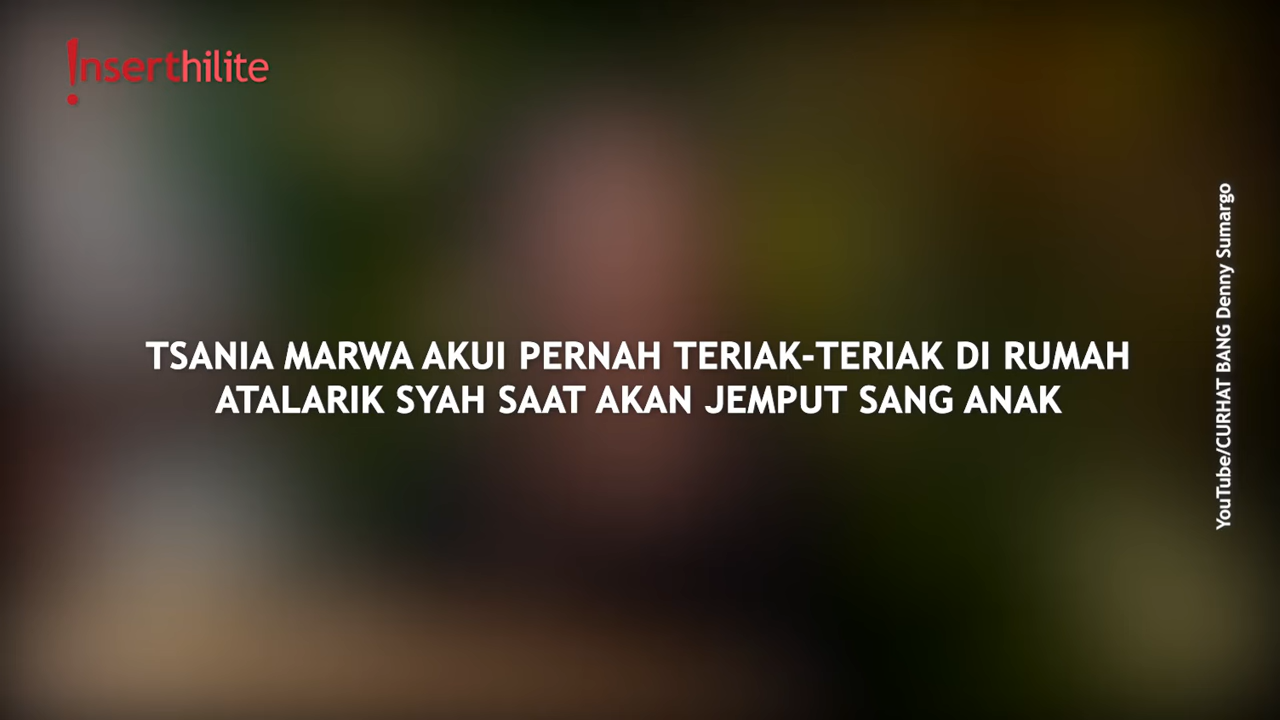 !nserthilite
TSANIA MARWA AKUI PERNAH TERIAK-TERIAK DI RUMAH
ATALARIK SYAH SAAT AKAN JEMPUT SANG ANAK
YouTube/CURHAT BANG Denny Sumargo